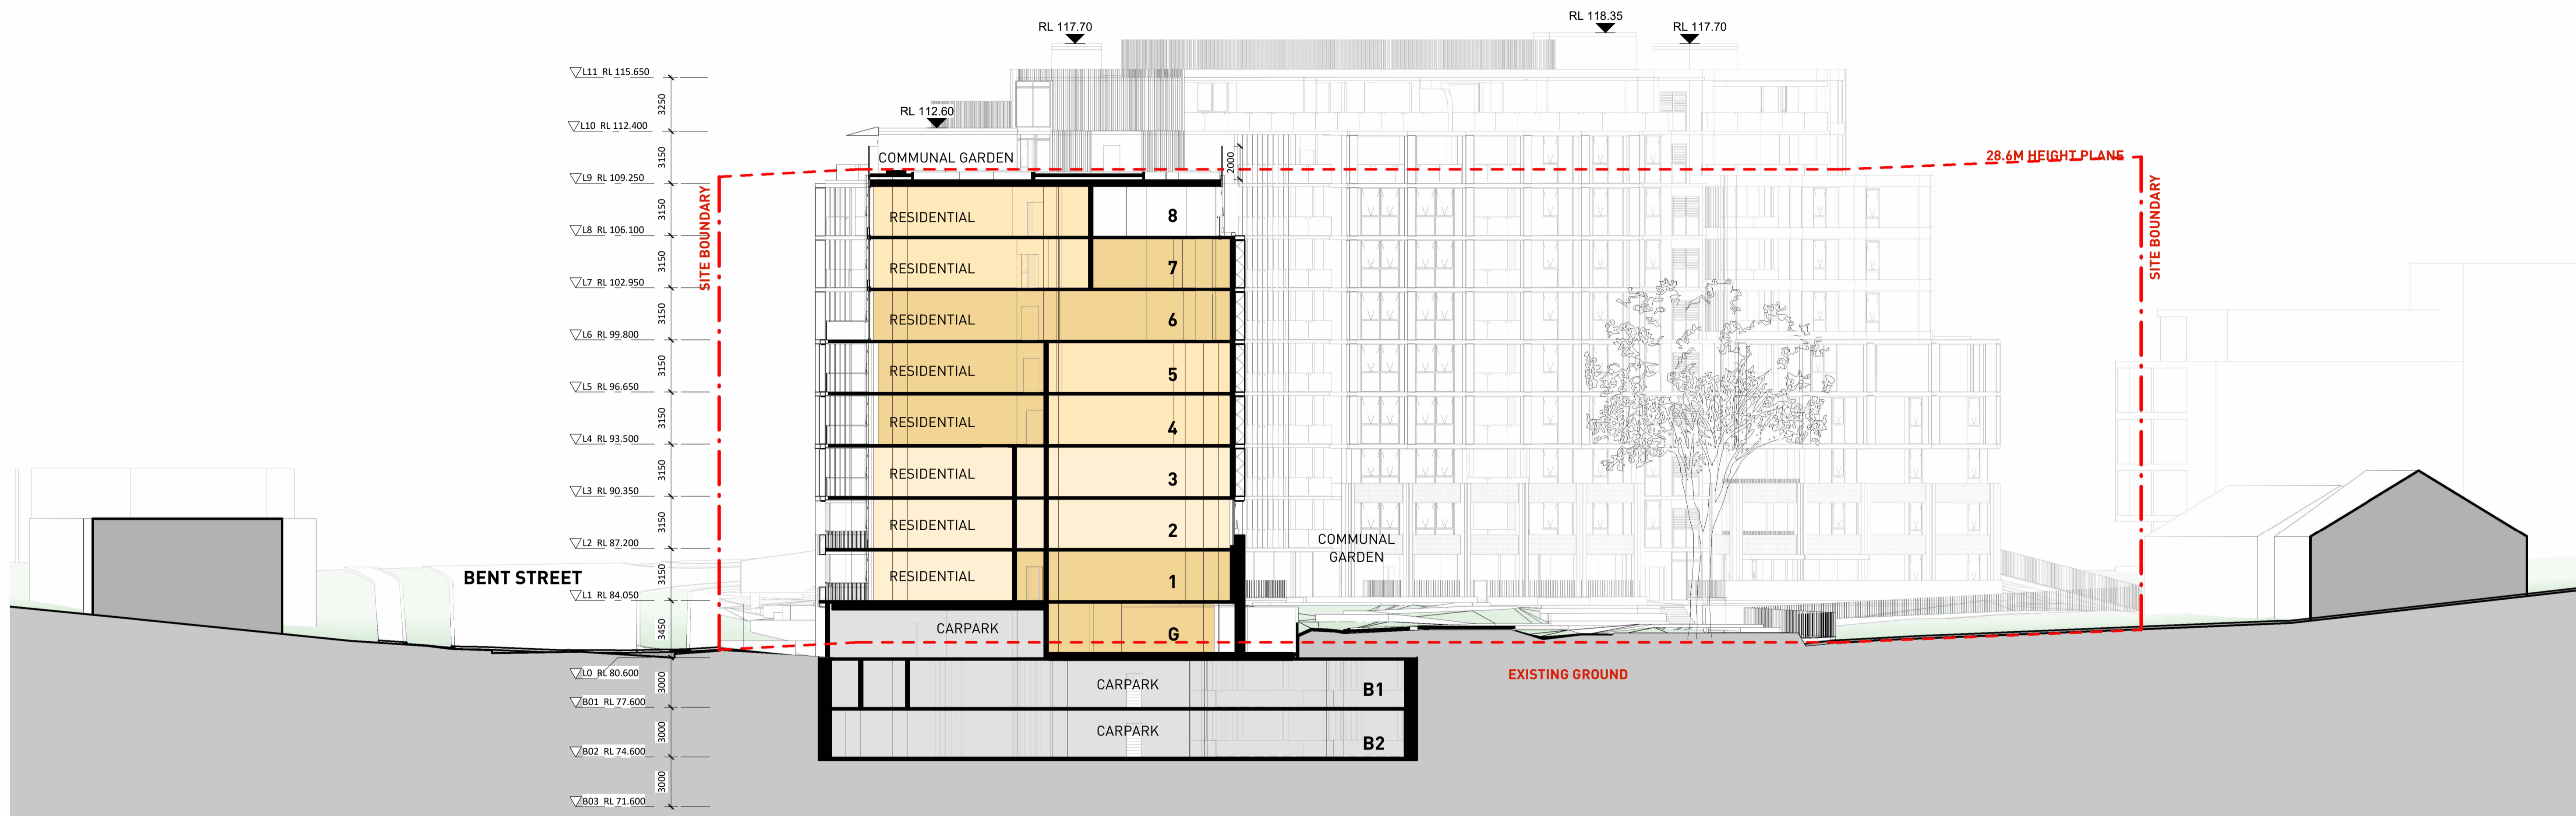 RL 118.35
RL 117.70
RL 117.70
L11 RL 115.650
3250
RL 112.60
L10 RL 112.400
3150
COMMUNAL GARDEN
2000
28.6M HEIGHT PLANE
L9 RL 109.250
SITE BOUNDARY
SITE BOUNDARY
3150
RESIDENTIAL
8
L8 RL 106.100
3150
RESIDENTIAL
7
L7 RL 102.950
3150
RESIDENTIAL
6
L6 RL 99.800
3150
RESIDENTIAL
5
L5 RL 96.650
3150
RESIDENTIAL
4
L4 RL 93.500
3150
RESIDENTIAL
3
L3 RL 90.350
3150
RESIDENTIAL
2
L2 RL 87.200
COMMUNAL
GARDEN
BENT STREET
3150
RESIDENTIAL
1
L1 RL 84.050
3450
CARPARK
G
L0 RL 80.600
EXISTING GROUND
3000
CARPARK
B1
B01 RL 77.600
3000
CARPARK
B2
B02 RL 74.600
3000
B03 RL 71.600